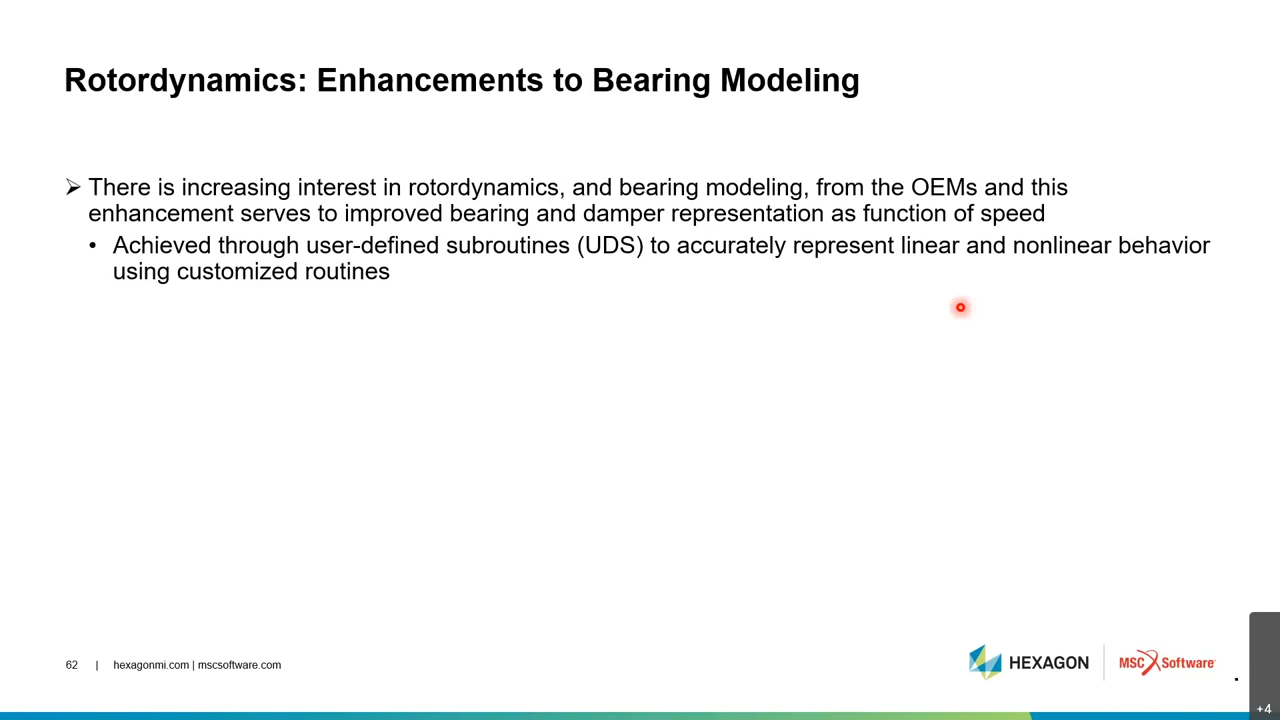 Rotordynamics: Enhancements to Bearing Modeling
➢ There is increasing interest in rotordynamics, and bearing modeling, from the OEMs and this
enhancement serves to improved bearing and damper representation as function of speed
• Achieved through user-defined subroutines (UDS) to accurately represent linear and nonlinear behavior
using customized routines
62 | hexagonmi.com | mscsoftware.com
HEXAGON
MSC Software
+4